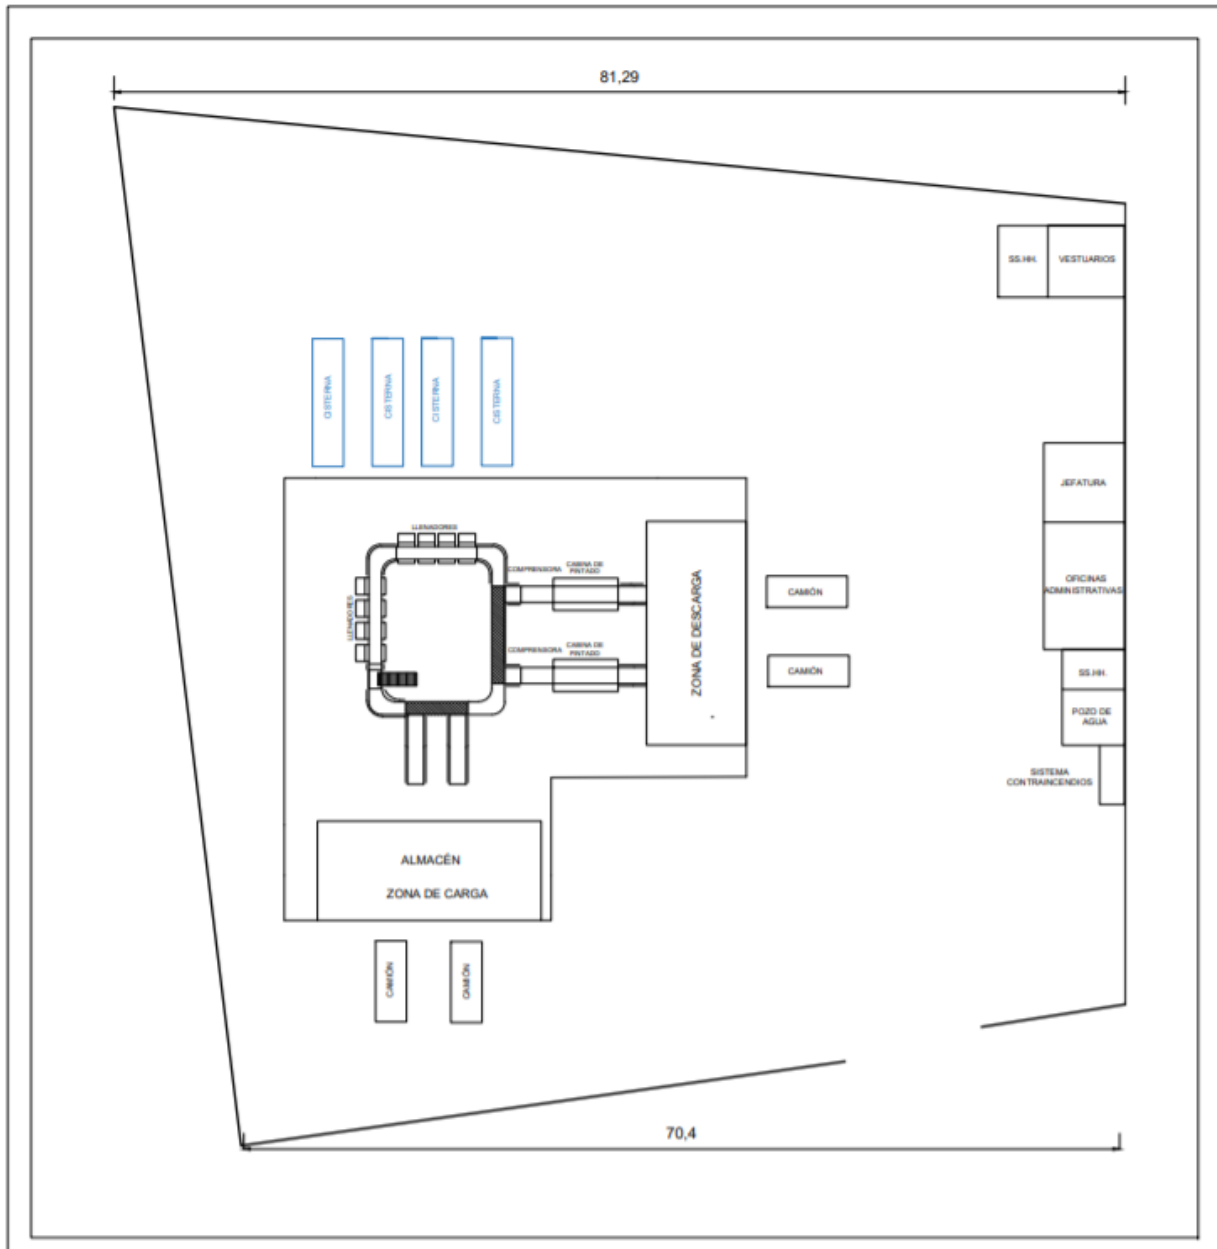 81,29
SS.HH.
VESTUARIOS
CISTERNA
CISTERNA
CISTERNA
CISTERNA
JEFATURA
LLENADORES
COMPRENSORA
CABINA DE
PINTADO
OFICINAS
ADMINISTRATIVAS
CAMIÓN
LLENADORES
ZONA DE DESCARGA
COMPRENSORA
CABINA DE
PINTADO
CAMIÓN
SS.HH.
POZO DE
AGUA
SISTEMA
CONTRAINCENDIOS
ALMACÉN
ZONA DE CARGA
CAMIÓN
CAMIÓN
70,4